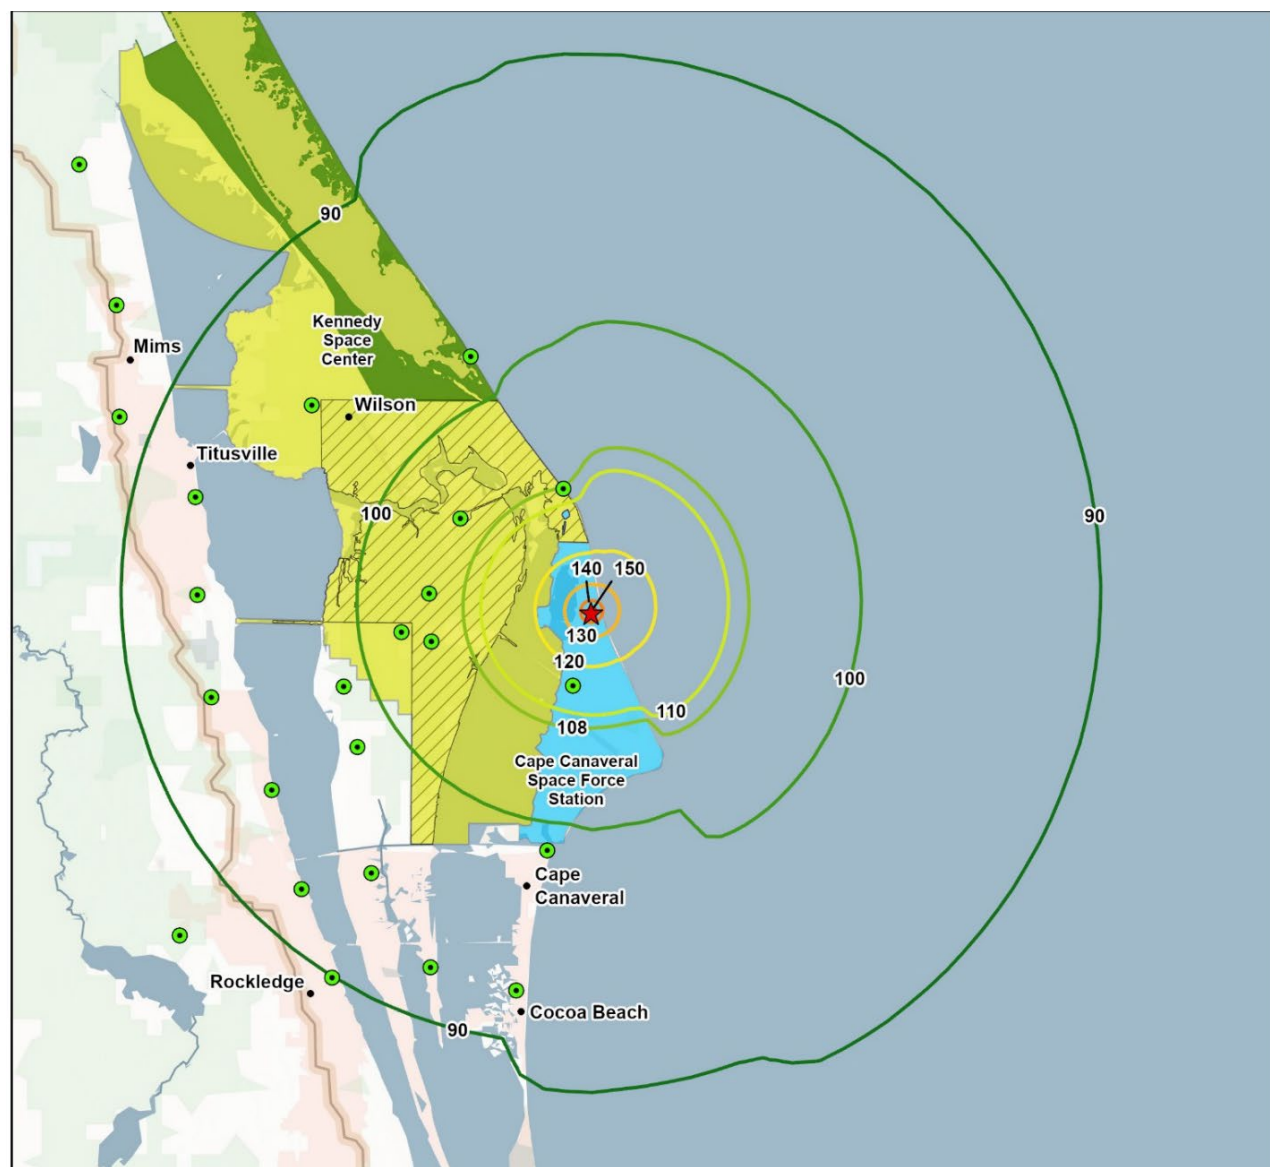 90
Kennedy
Space
Center
Mims
Wilson
Titusville
100
90
140
150
130
120
100
110
108
Cape Canaveral
Space Force
Station
Cape
Canaveral
Rockledge
Cocoa Beach
90